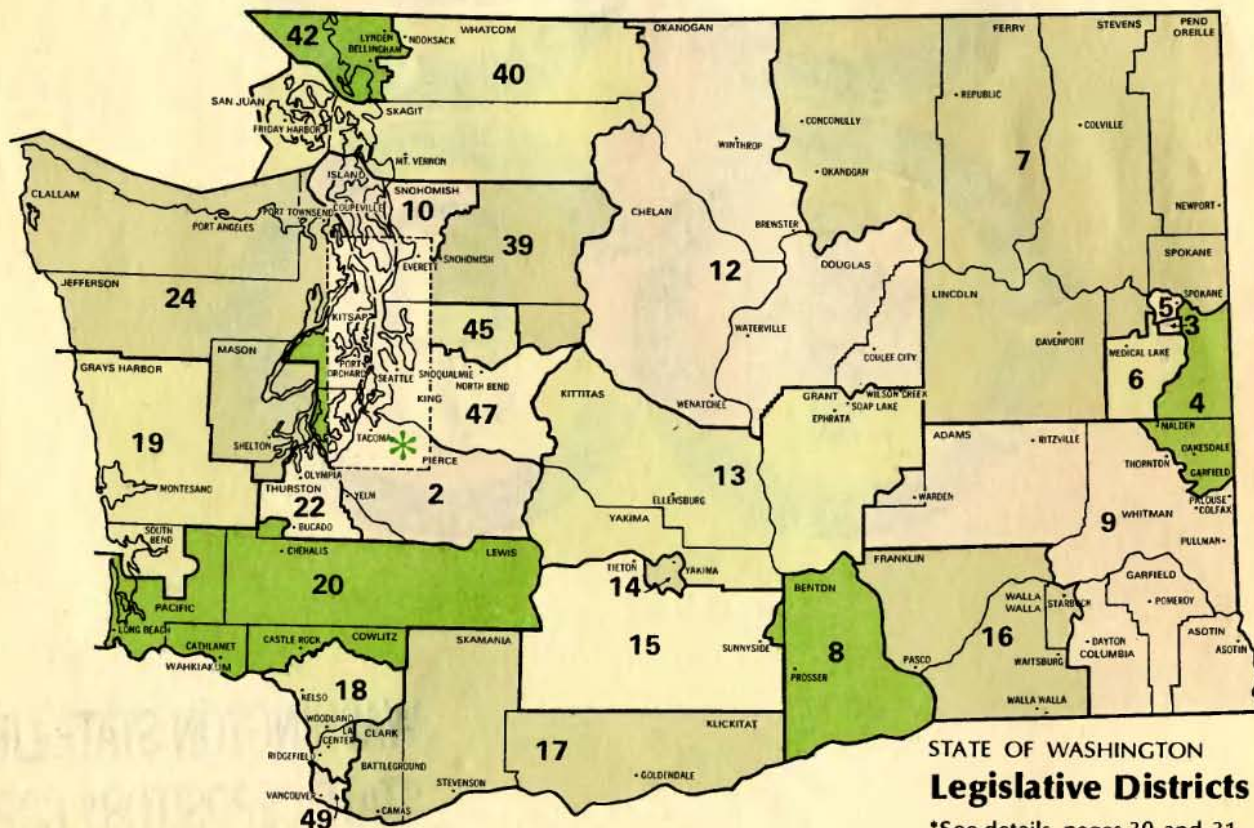 42
LYNDEN
BELLINGHAM
NOOKSACK
WHATCOM
40
OKANOGAN
FERRY
STEVENS
PEND
OREILLE
SAN JUAN
FRIDAY HARBOR
SKAGIT
MT. VERNON
CONCONULLY
OKANOGAN
REPUBLIC
7
COLVILLE
WINTHROP
NEWPORT
ISLAND
COUPEVILLE
SNOHOMISH
10
CLALLAM
PORT ANGELES
PORT TOWNSEND
CHELAN
BREWSTER
EVERETT
SNOHOMISH
39
12
DOUGLAS
SPOKANE
SPOKANE
JEFFERSON
24
KITSAP
45
LINCOLN
5
3
WATERVILLE
DAVENPORT
MASON
PORT
ORCHARD
SEATTLE
SNOQUALMIE
NORTH BEND
COULEE CITY
MEDICAL LAKE
6
GRAYS HARBOR
KING
47
KITTITAS
WENATCHEE
GRANT
WILSON CREEK
SOAP LAKE
EPHRATA
4
19
SHELTON
TACOMA
*
PIERCE
ADAMS
RITZVILLE
MALDEN
OAKESDALE
THORNTON
GARFIELD
MONTESANO
OLYMPIA
THURSTON
22
YELM
2
13
ELLENSBURG
WARDEN
9
WHITMAN
PALOUSE
COLFAX
SOUTH
BEND
BUCADO
YAKIMA
PULLMAN
CHEHALIS
LEWIS
20
TIETON
14
YAKIMA
FRANKLIN
BENTON
WALLA
WALLA
STARBUCK
GARFIELD
POMEROY
PACIFIC
LONG BEACH
CATHLAMET
CASTLE ROCK
COWLITZ
SKAMANIA
15
SUNNYSIDE
8
16
WAITSBURG
DAYTON
COLUMBIA
ASOTIN
ASOTIN
WAHKIAKUM
PASCO
PROSSER
18
KELSO
WOODLAND
LA
CENTER
CLARK
WALLA WALLA
KLICKITAT
RIDGEFIELD
BATTLEGROUND
17
GOLDENDALE
STEVENSON
VANCOUVER
CAMAS
49
STATE OF WASHINGTON
Legislative Districts
*See details, pages 30 and 31